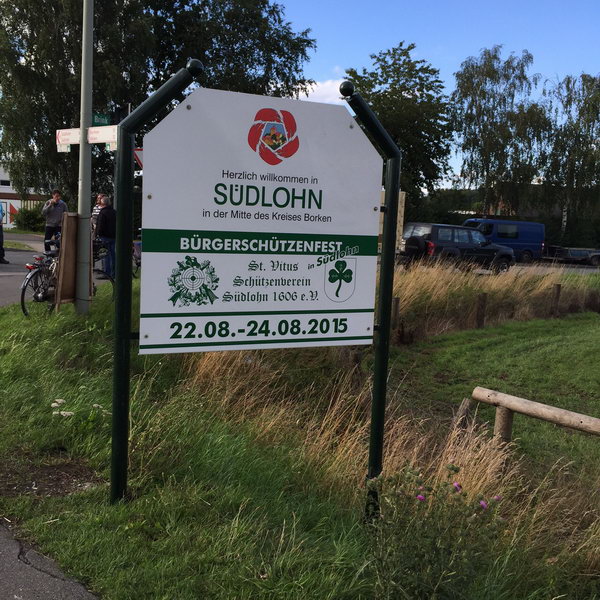 Herzlich willkommen in
SÜDLOHN
in der Mitte des Kreises Borken
BÜRGERSCHÜTZENFEST
in Südlohn
St. Vitus
Schützenverein
Südlohn 1606 e.V.
22.08.-24.08.2015